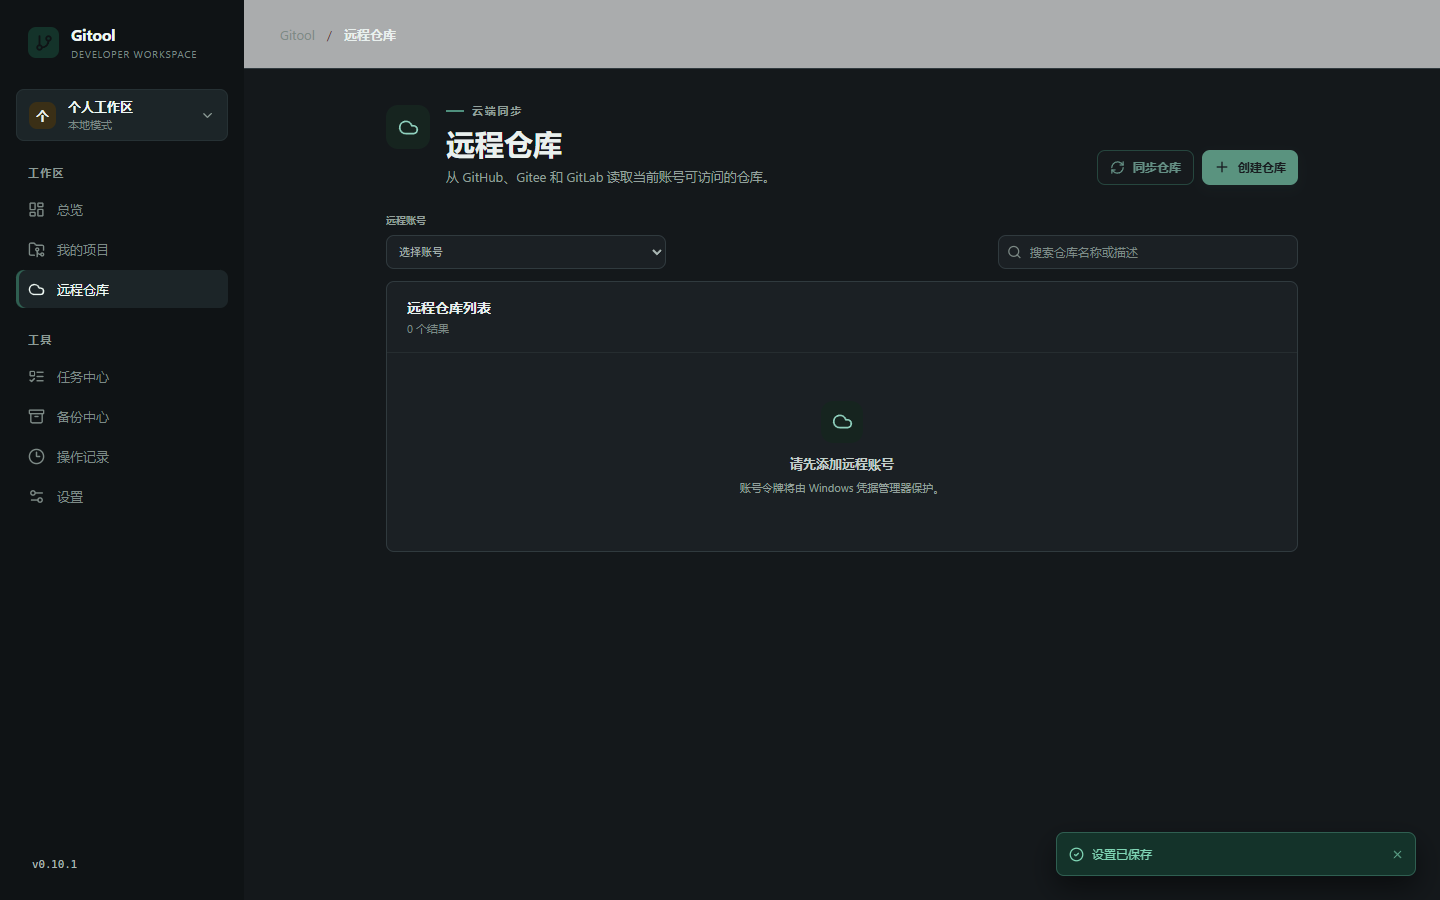 Gitool
DEVELOPER WORKSPACE
个
个人工作区
本地模式
工作区
总览
我的项目
远程仓库
工具
任务中心
备份中心
操作记录
设置
v0.10.1
Gitool / 远程仓库
云端同步
远程仓库
从 GitHub、Gitee 和 GitLab 读取当前账号可访问的仓库。
同步仓库
创建仓库
远程账号
选择账号
搜索仓库名称或描述
远程仓库列表
0 个结果
请先添加远程账号
账号令牌将由 Windows 凭据管理器保护。
设置已保存